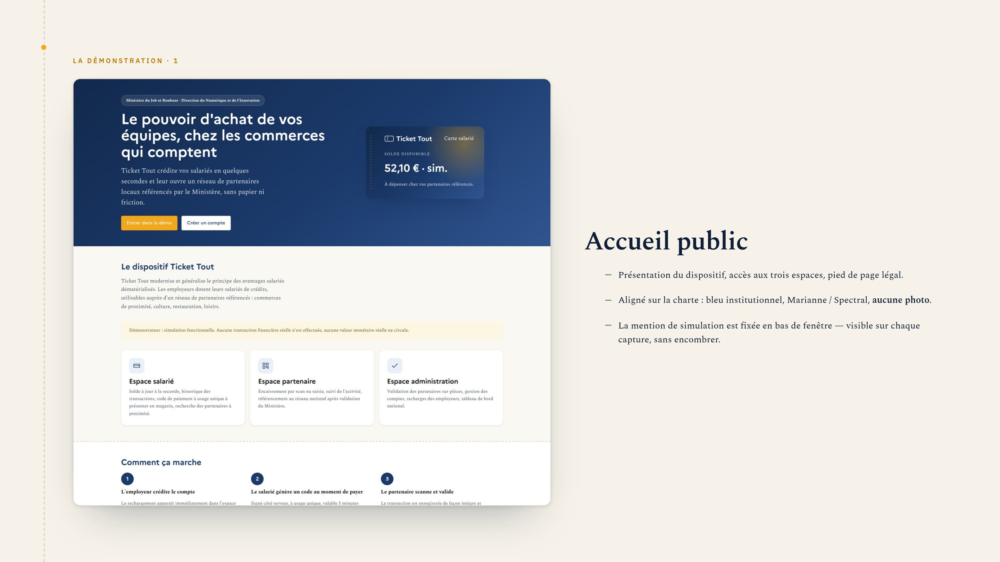 LA DÉMONSTRATION · 1
Ministère du Job et Bonheur · Direction du Numérique et de l'Innovation
Le pouvoir d'achat de vos
équipes, chez les commerces
qui comptent
Ticket Tout crédite vos salariés en quelques
secondes et leur ouvre un réseau de partenaires
locaux référencés par le Ministère, sans papier ni
friction.
Entrer dans la démo
Créer un compte
Ticket Tout
Carte salarié
SOLDE DISPONIBLE
52,10 € · sim.
À dépenser chez vos partenaires référencés.
Le dispositif Ticket Tout
Ticket Tout modernise et généralise le principe des avantages salariés
dématérialisés. Les employeurs dotent leurs salariés de crédits,
utilisables auprès d'un réseau de partenaires référencés : commerces
de proximité, culture, restauration, loisirs.
Démonstrateur : simulation fonctionnelle. Aucune transaction financière réelle n'est effectuée, aucune valeur monétaire réelle ne circule.
Espace salarié
Solde à jour à la seconde, historique des
transactions, code de paiement à usage unique à
présenter en magasin, recherche des partenaires à
proximité.
Espace partenaire
Encaissement par scan ou saisie, suivi de l'activité,
référencement au réseau national après validation
du Ministère.
Espace administration
Validation des partenaires sur pièces, gestion des
comptes, recharges des employeurs, tableau de bord
national.
Comment ça marche
1
L'employeur crédite le compte
Le rechargement apparaît immédiatement dans l'espace
2
Le salarié génère un code au moment de payer
Signé côté serveur, à usage unique, valable 5 minutes
3
Le partenaire scanne et valide
La transaction est enregistrée de façon intègre et
Accueil public
– Présentation du dispositif, accès aux trois espaces, pied de page légal.
– Aligné sur la charte : bleu institutionnel, Marianne / Spectral, aucune photo.
– La mention de simulation est fixée en bas de fenêtre — visible sur chaque
capture, sans encombrer.